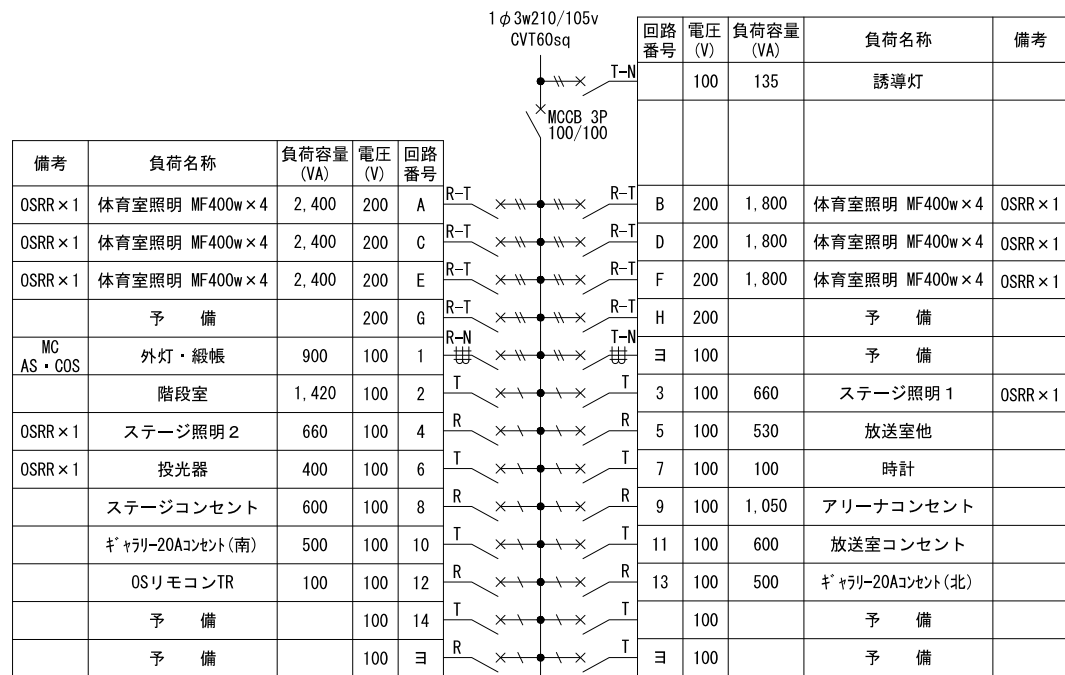 1φ3w210/105v
CVT60sq
回路番号 電圧(V) 負荷容量(VA) 負荷名称 備考
T-N 100 135 誘導灯
MCCB 3P
100/100
備考 負荷名称 負荷容量(VA) 電圧(V) 回路番号
OSRR×1 体育室照明 MF400w×4 2,400 200 A R-T R-T B 200 1,800 体育室照明 MF400w×4 OSRR×1
OSRR×1 体育室照明 MF400w×4 2,400 200 C R-T R-T D 200 1,800 体育室照明 MF400w×4 OSRR×1
OSRR×1 体育室照明 MF400w×4 2,400 200 E R-T R-T F 200 1,800 体育室照明 MF400w×4 OSRR×1
予 備 200 G R-T R-T H 200 予 備
MC AS・COS 外灯・緞帳 900 100 1 R-N T-N ヨ 100 予 備
階段室 1,420 100 2 T T 3 100 660 ステージ照明1 OSRR×1
OSRR×1 ステージ照明2 660 100 4 R R 5 100 530 放送室他
OSRR×1 投光器 400 100 6 T T 7 100 100 時計
ステージコンセント 600 100 8 R R 9 100 1,050 アリーナコンセント
ギャラリー20Aコンセント(南) 500 100 10 T T 11 100 600 放送室コンセント
OSリモコンTR 100 100 12 R R 13 100 500 ギャラリー20Aコンセント(北)
予 備 100 14 T T 100 予 備
予 備 100 ヨ R T ヨ 100 予 備